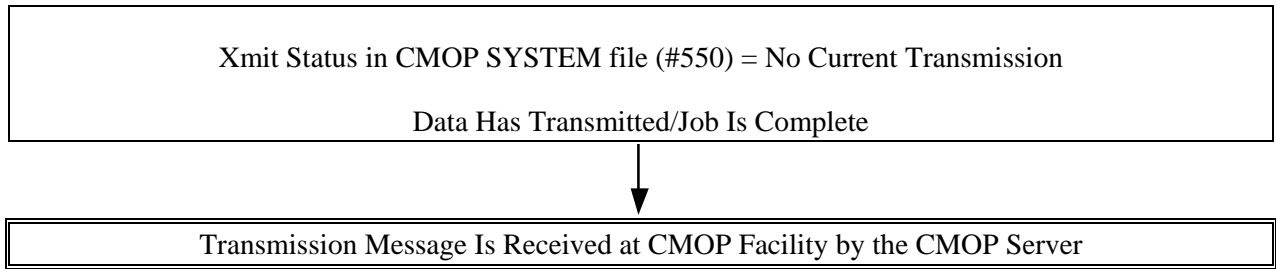 Xmit Status in CMOP SYSTEM file (#550) = No Current Transmission
Data Has Transmitted/Job Is Complete
Transmission Message Is Received at CMOP Facility by the CMOP Server